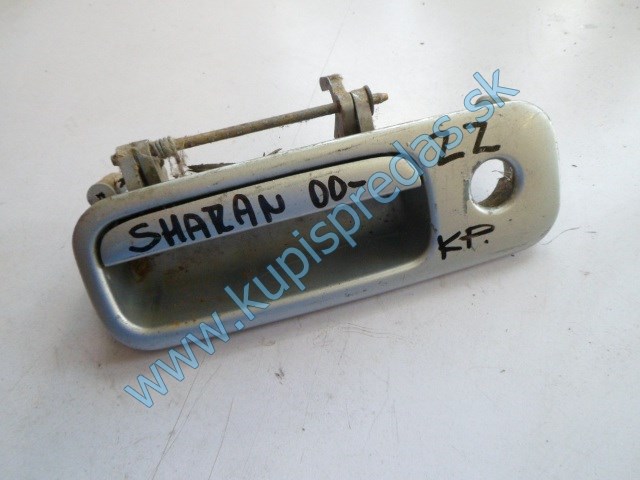 SHARAN 00-
ZZ
KP.
www.kupispredas.sk